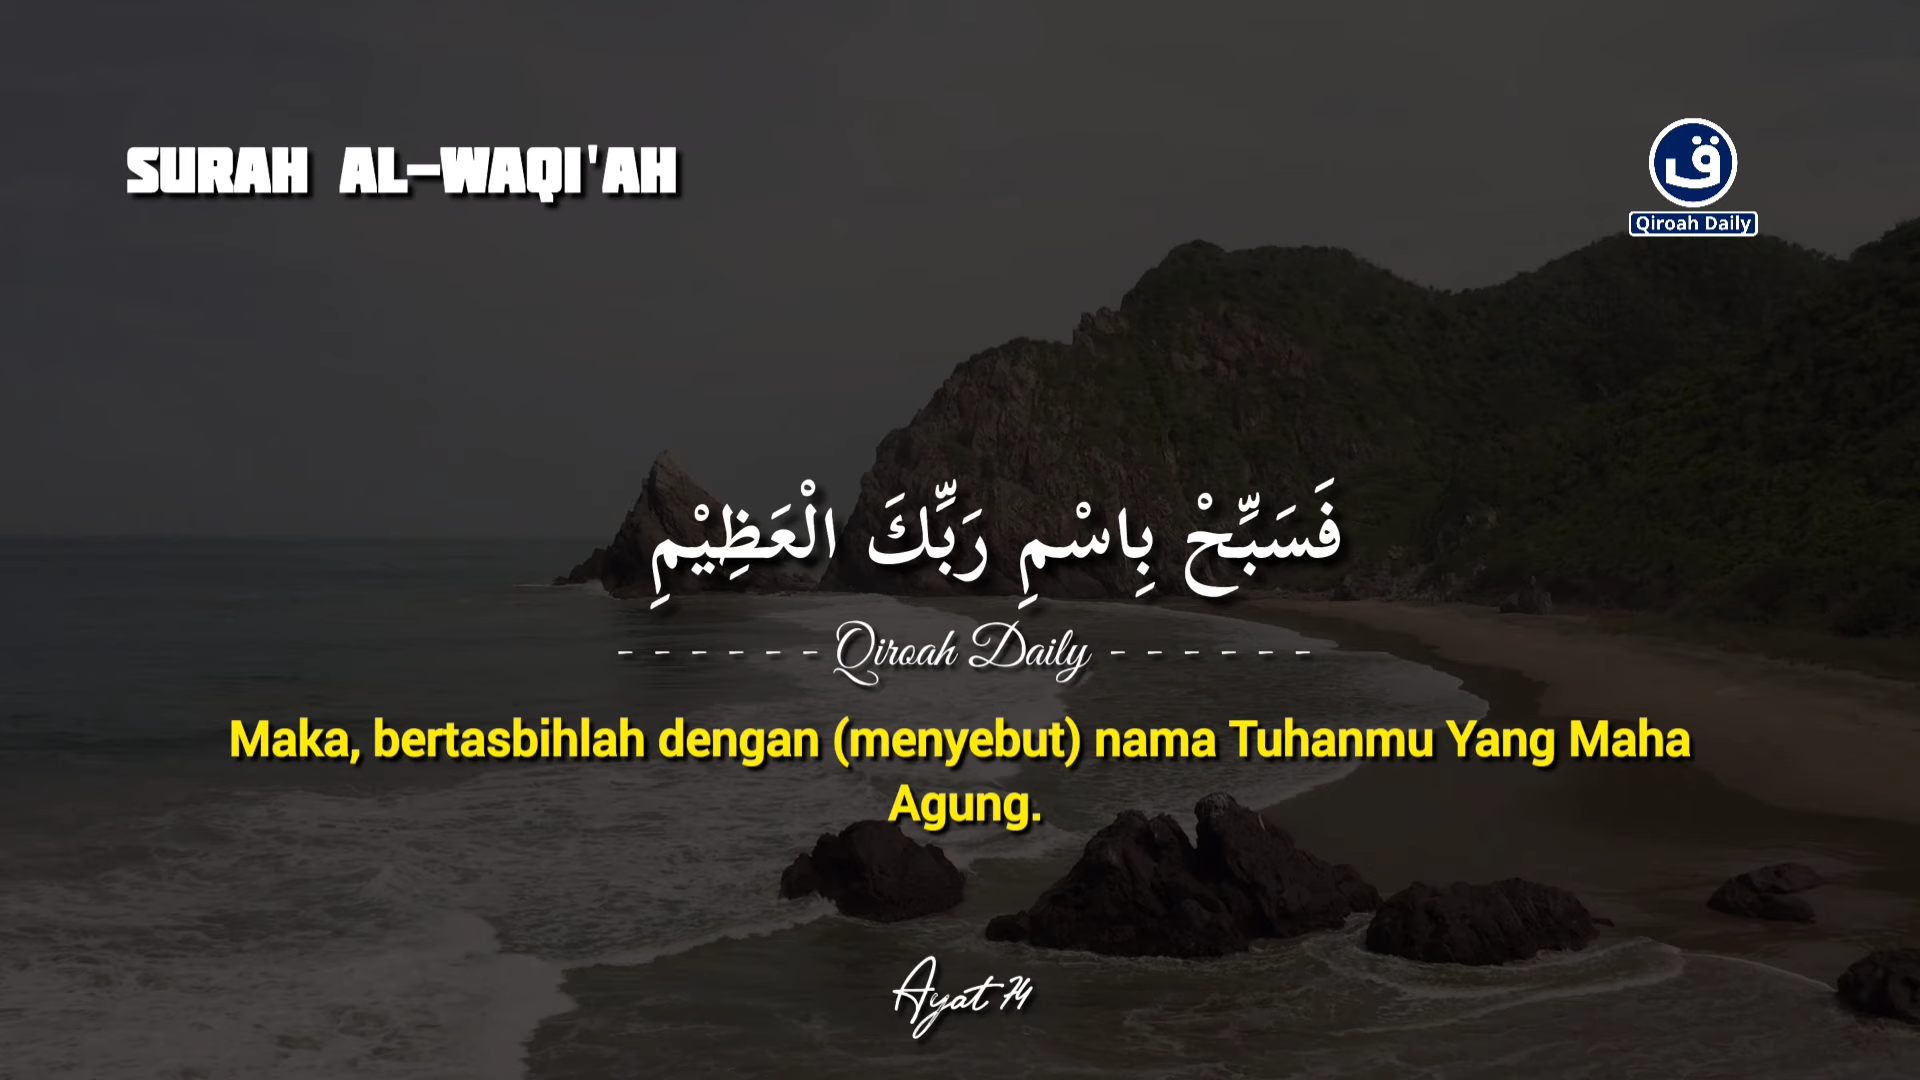 SURAH AL-WAQI'AH
ق
Qiroah Daily
فَسَبِّحْ بِاسْمِ رَبِّكَ الْعَظِيْمِ
- - - - - - Qiroah Daily - - - - - -
Maka, bertasbihlah dengan (menyebut) nama Tuhanmu Yang Maha
Agung.
Ayat 74